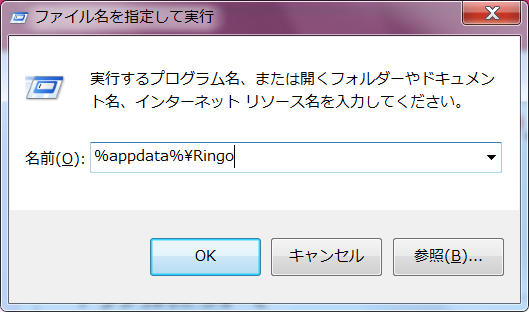 ファイル名を指定して実行
実行するプログラム名、または開くフォルダーやドキュメン
ト名、インターネット リソース名を入力してください。
名前(O): %appdata%¥Ringo
OK キャンセル 参照(B)...